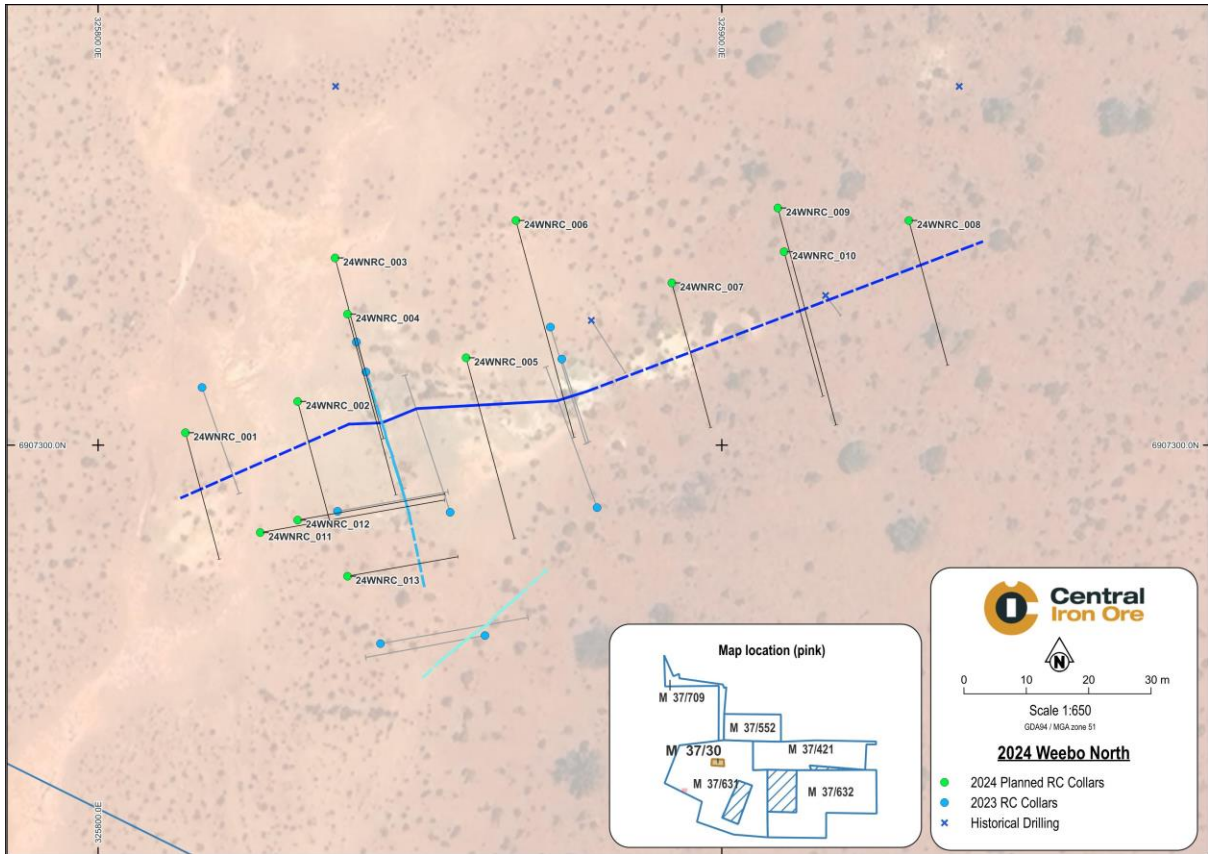 325800.0E
325900.0E
24WNRC_009
24WNRC_006
24WNRC_008
24WNRC_010
24WNRC_003
24WNRC_007
24WNRC_004
24WNRC_005
24WNRC_002
24WNRC_001
6907300.0N
6907300.0N
24WNRC_012
24WNRC_011
24WNRC_013
325800.0E
Map location (pink)
M 37/709
M 37/552
M 37/30
M 37/421
M 37/631
M 37/632
Central
Iron Ore
N
0 10 20 30 m
Scale 1:650
GDA94 / MGA zone 51
2024 Weebo North
2024 Planned RC Collars
2023 RC Collars
Historical Drilling